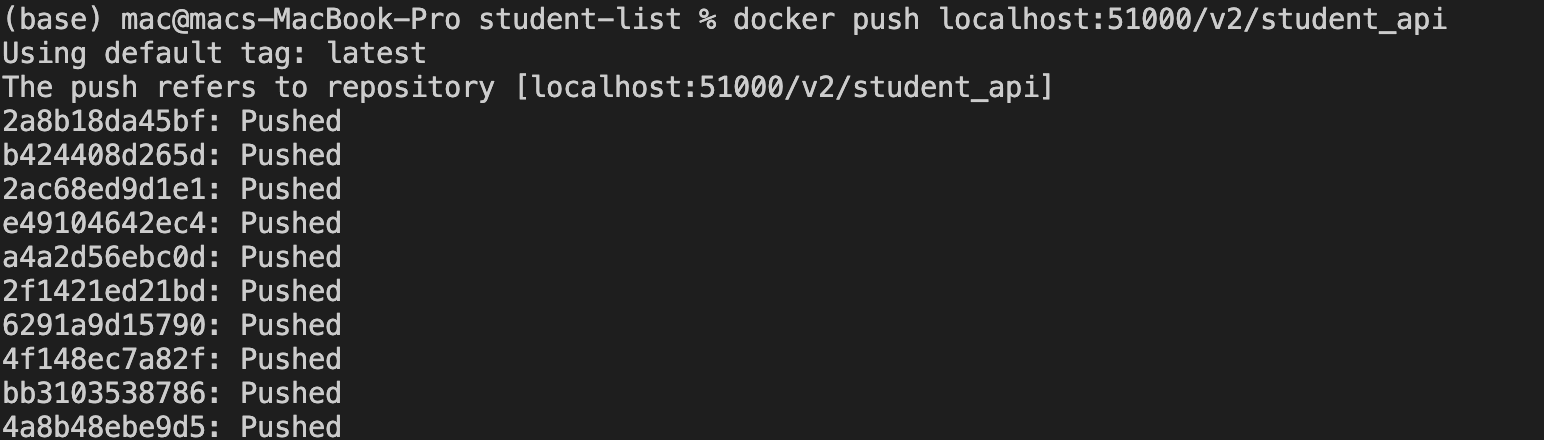 (base) mac@macs-MacBook-Pro student-list % docker push localhost:51000/v2/student_api
Using default tag: latest
The push refers to repository [localhost:51000/v2/student_api]
2a8b18da45bf: Pushed
b424408d265d: Pushed
2ac68ed9d1e1: Pushed
e49104642ec4: Pushed
a4a2d56ebc0d: Pushed
2f1421ed21bd: Pushed
6291a9d15790: Pushed
4f148ec7a82f: Pushed
bb3103538786: Pushed
4a8b48ebe9d5: Pushed